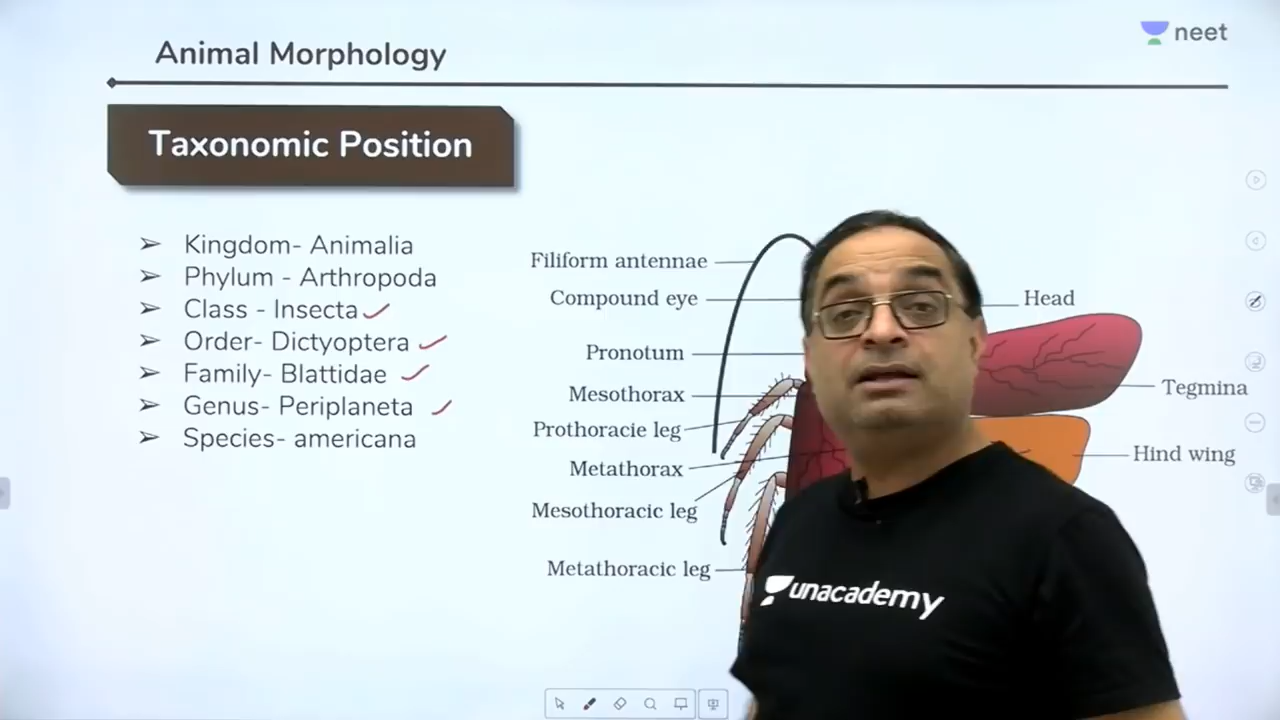 neet
Animal Morphology
Taxonomic Position
Kingdom- Animalia
Phylum - Arthropoda
Class - Insecta
Order- Dictyoptera
Family- Blattidae
Genus- Periplaneta
Species- americana
Filiform antennae
Compound eye
Pronotum
Mesothorax
Prothoracie leg
Metathorax
Mesothoracic leg
Metathoracic leg
Head
Tegmina
Hind wing
unacademy